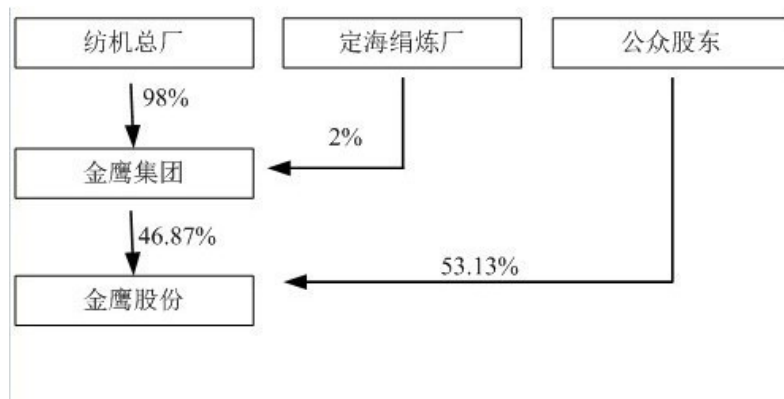 纺机总厂
定海绢炼厂
公众股东
98%
2%
金鹰集团
46.87%
53.13%
金鹰股份